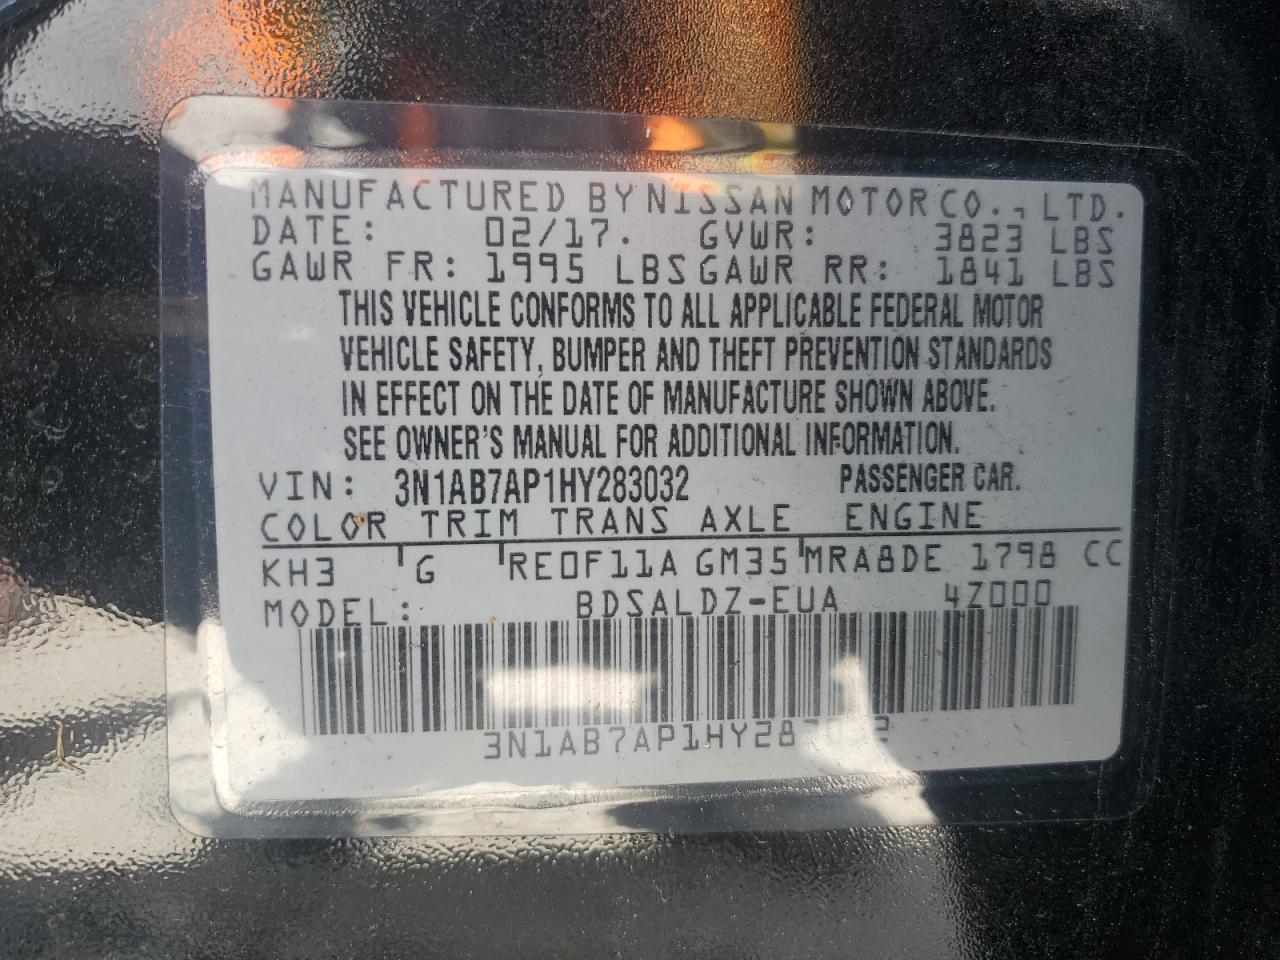 MANUFACTURED BY NISSAN MOTOR CO., LTD.
DATE: 02/17. GVWR: 3823 LBS
GAWR FR: 1995 LBS GAWR RR: 1841 LBS
THIS VEHICLE CONFORMS TO ALL APPLICABLE FEDERAL MOTOR
VEHICLE SAFETY, BUMPER AND THEFT PREVENTION STANDARDS
IN EFFECT ON THE DATE OF MANUFACTURE SHOWN ABOVE.
SEE OWNER'S MANUAL FOR ADDITIONAL INFORMATION.
VIN: 3N1AB7AP1HY283032 PASSENGER CAR.
COLOR TRIM TRANS AXLE ENGINE
KH3 G RE0F11A GM35 MRA8DE 1798 CC
MODEL: BDSALDZ-EUA 4Z000
3N1AB7AP1HY283032